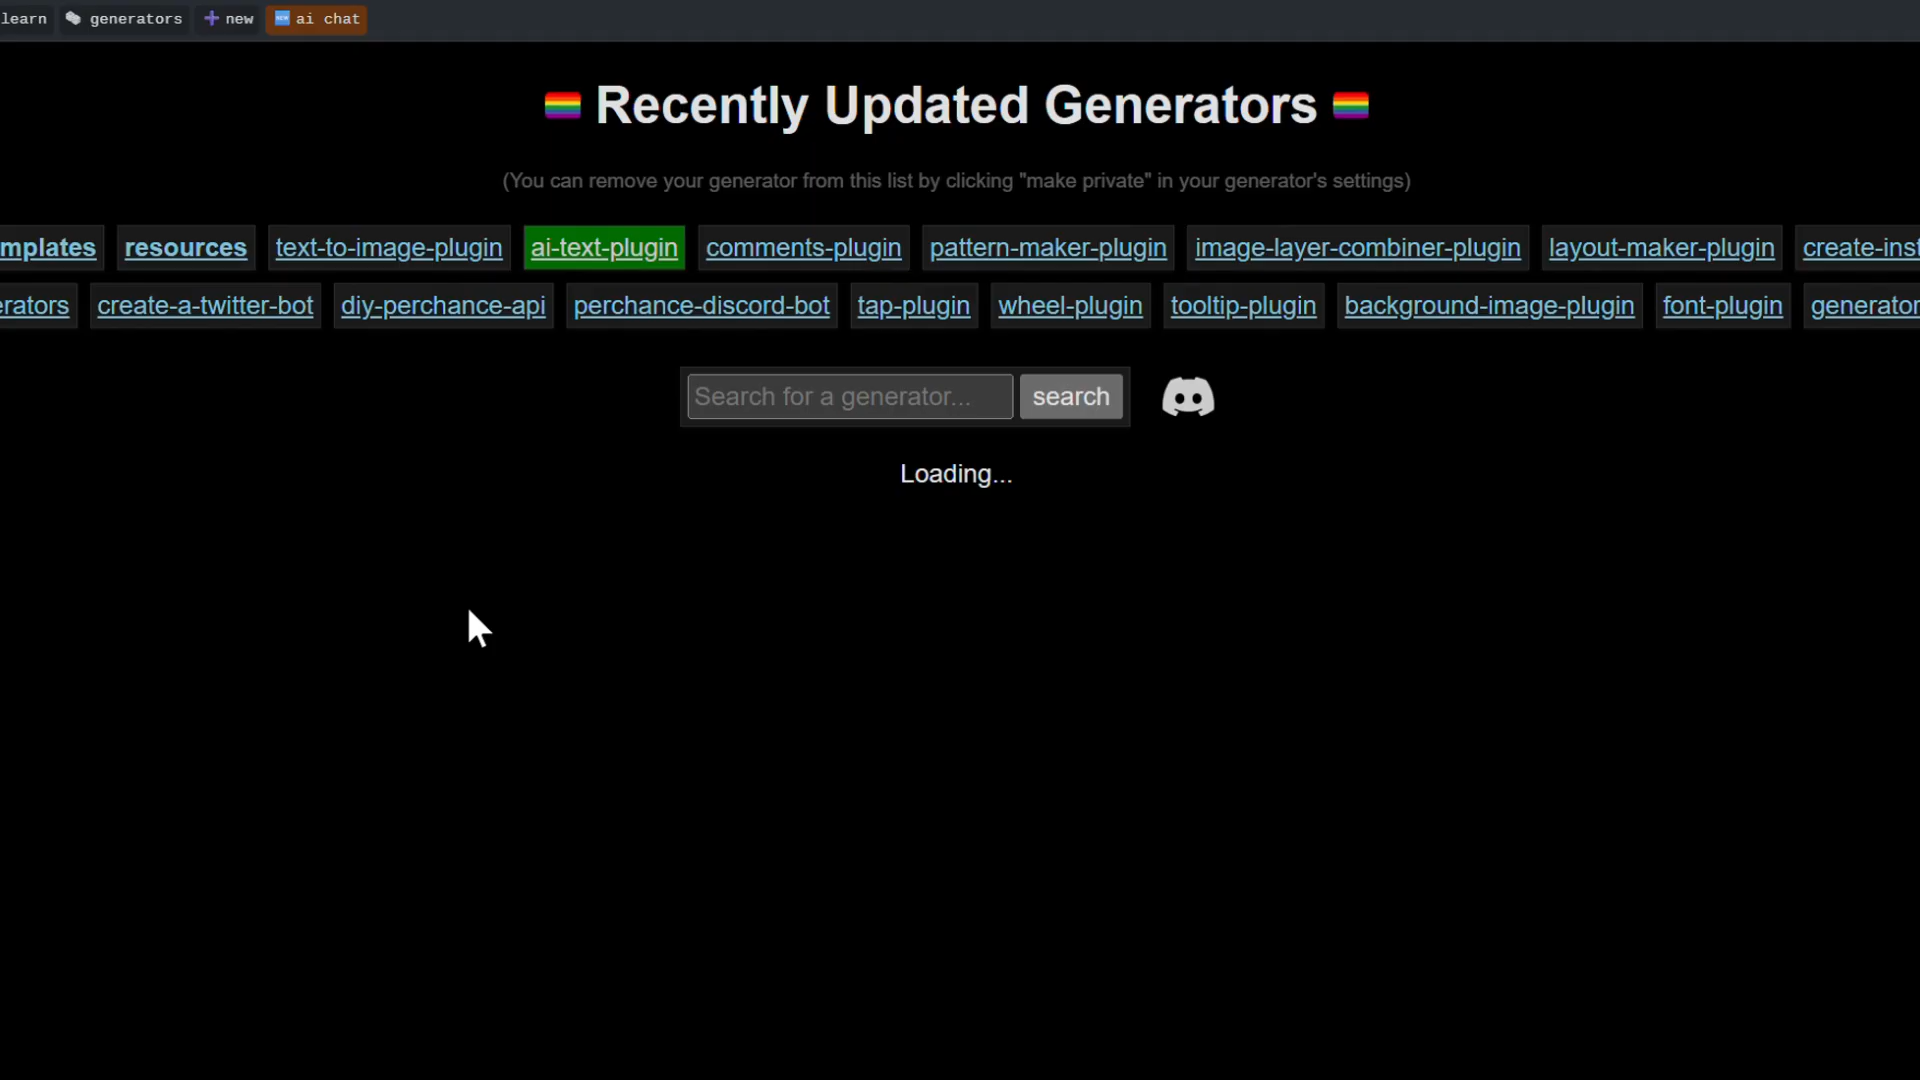 learn generators new ai chat
Recently Updated Generators
(You can remove your generator from this list by clicking "make private" in your generator's settings)
mplates resources text-to-image-plugin ai-text-plugin comments-plugin pattern-maker-plugin image-layer-combiner-plugin layout-maker-plugin create-inst
erators create-a-twitter-bot diy-perchance-api perchance-discord-bot tap-plugin wheel-plugin tooltip-plugin background-image-plugin font-plugin generator
Search for a generator... search
Loading...